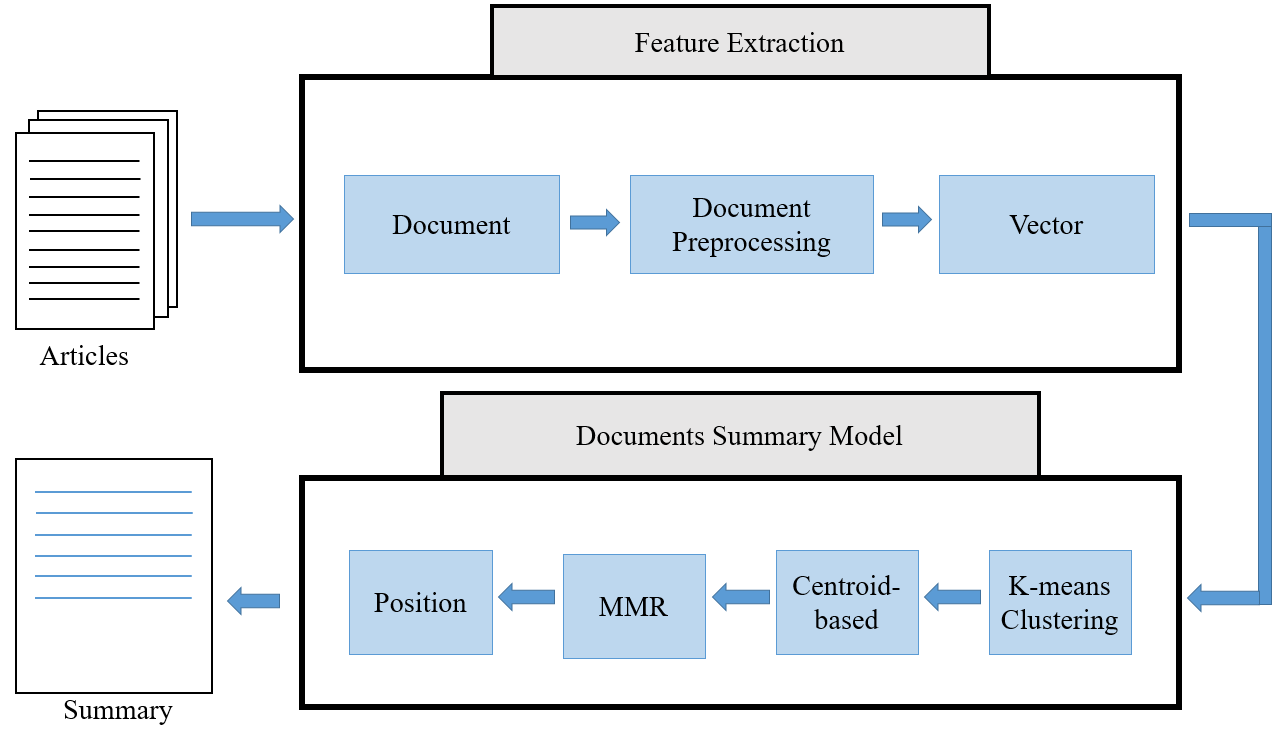 Feature Extraction
Document
Document
Preprocessing
Vector
Articles
Documents Summary Model
Position
MMR
Centroid-
based
K-means
Clustering
Summary